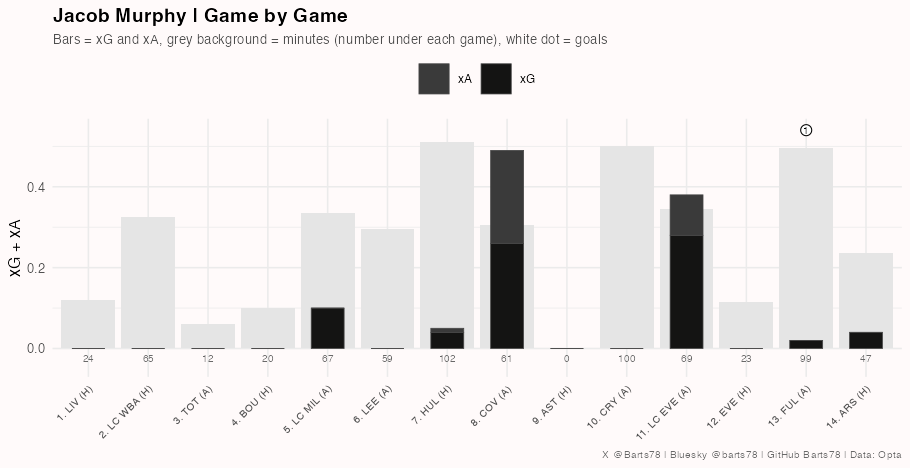 Jacob Murphy | Game by Game
Bars = xG and xA, grey background = minutes (number under each game), white dot = goals
xA xG
1
xG + xA
0.4
0.2
0.0
24 65 12 20 67 59 102 61 0 100 69 23 99 47
1. LIV (H)
2. LC WBA (H)
3. TOT (A)
4. BOU (H)
5. LC MIL (A)
6. LEE (A)
7. HUL (H)
8. COV (A)
9. AST (H)
10. CRY (A)
11. LC EVE (A)
12. EVE (H)
13. FUL (A)
14. ARS (H)
X @Barts78 | Bluesky @barts78 | GitHub Barts78 | Data: Opta